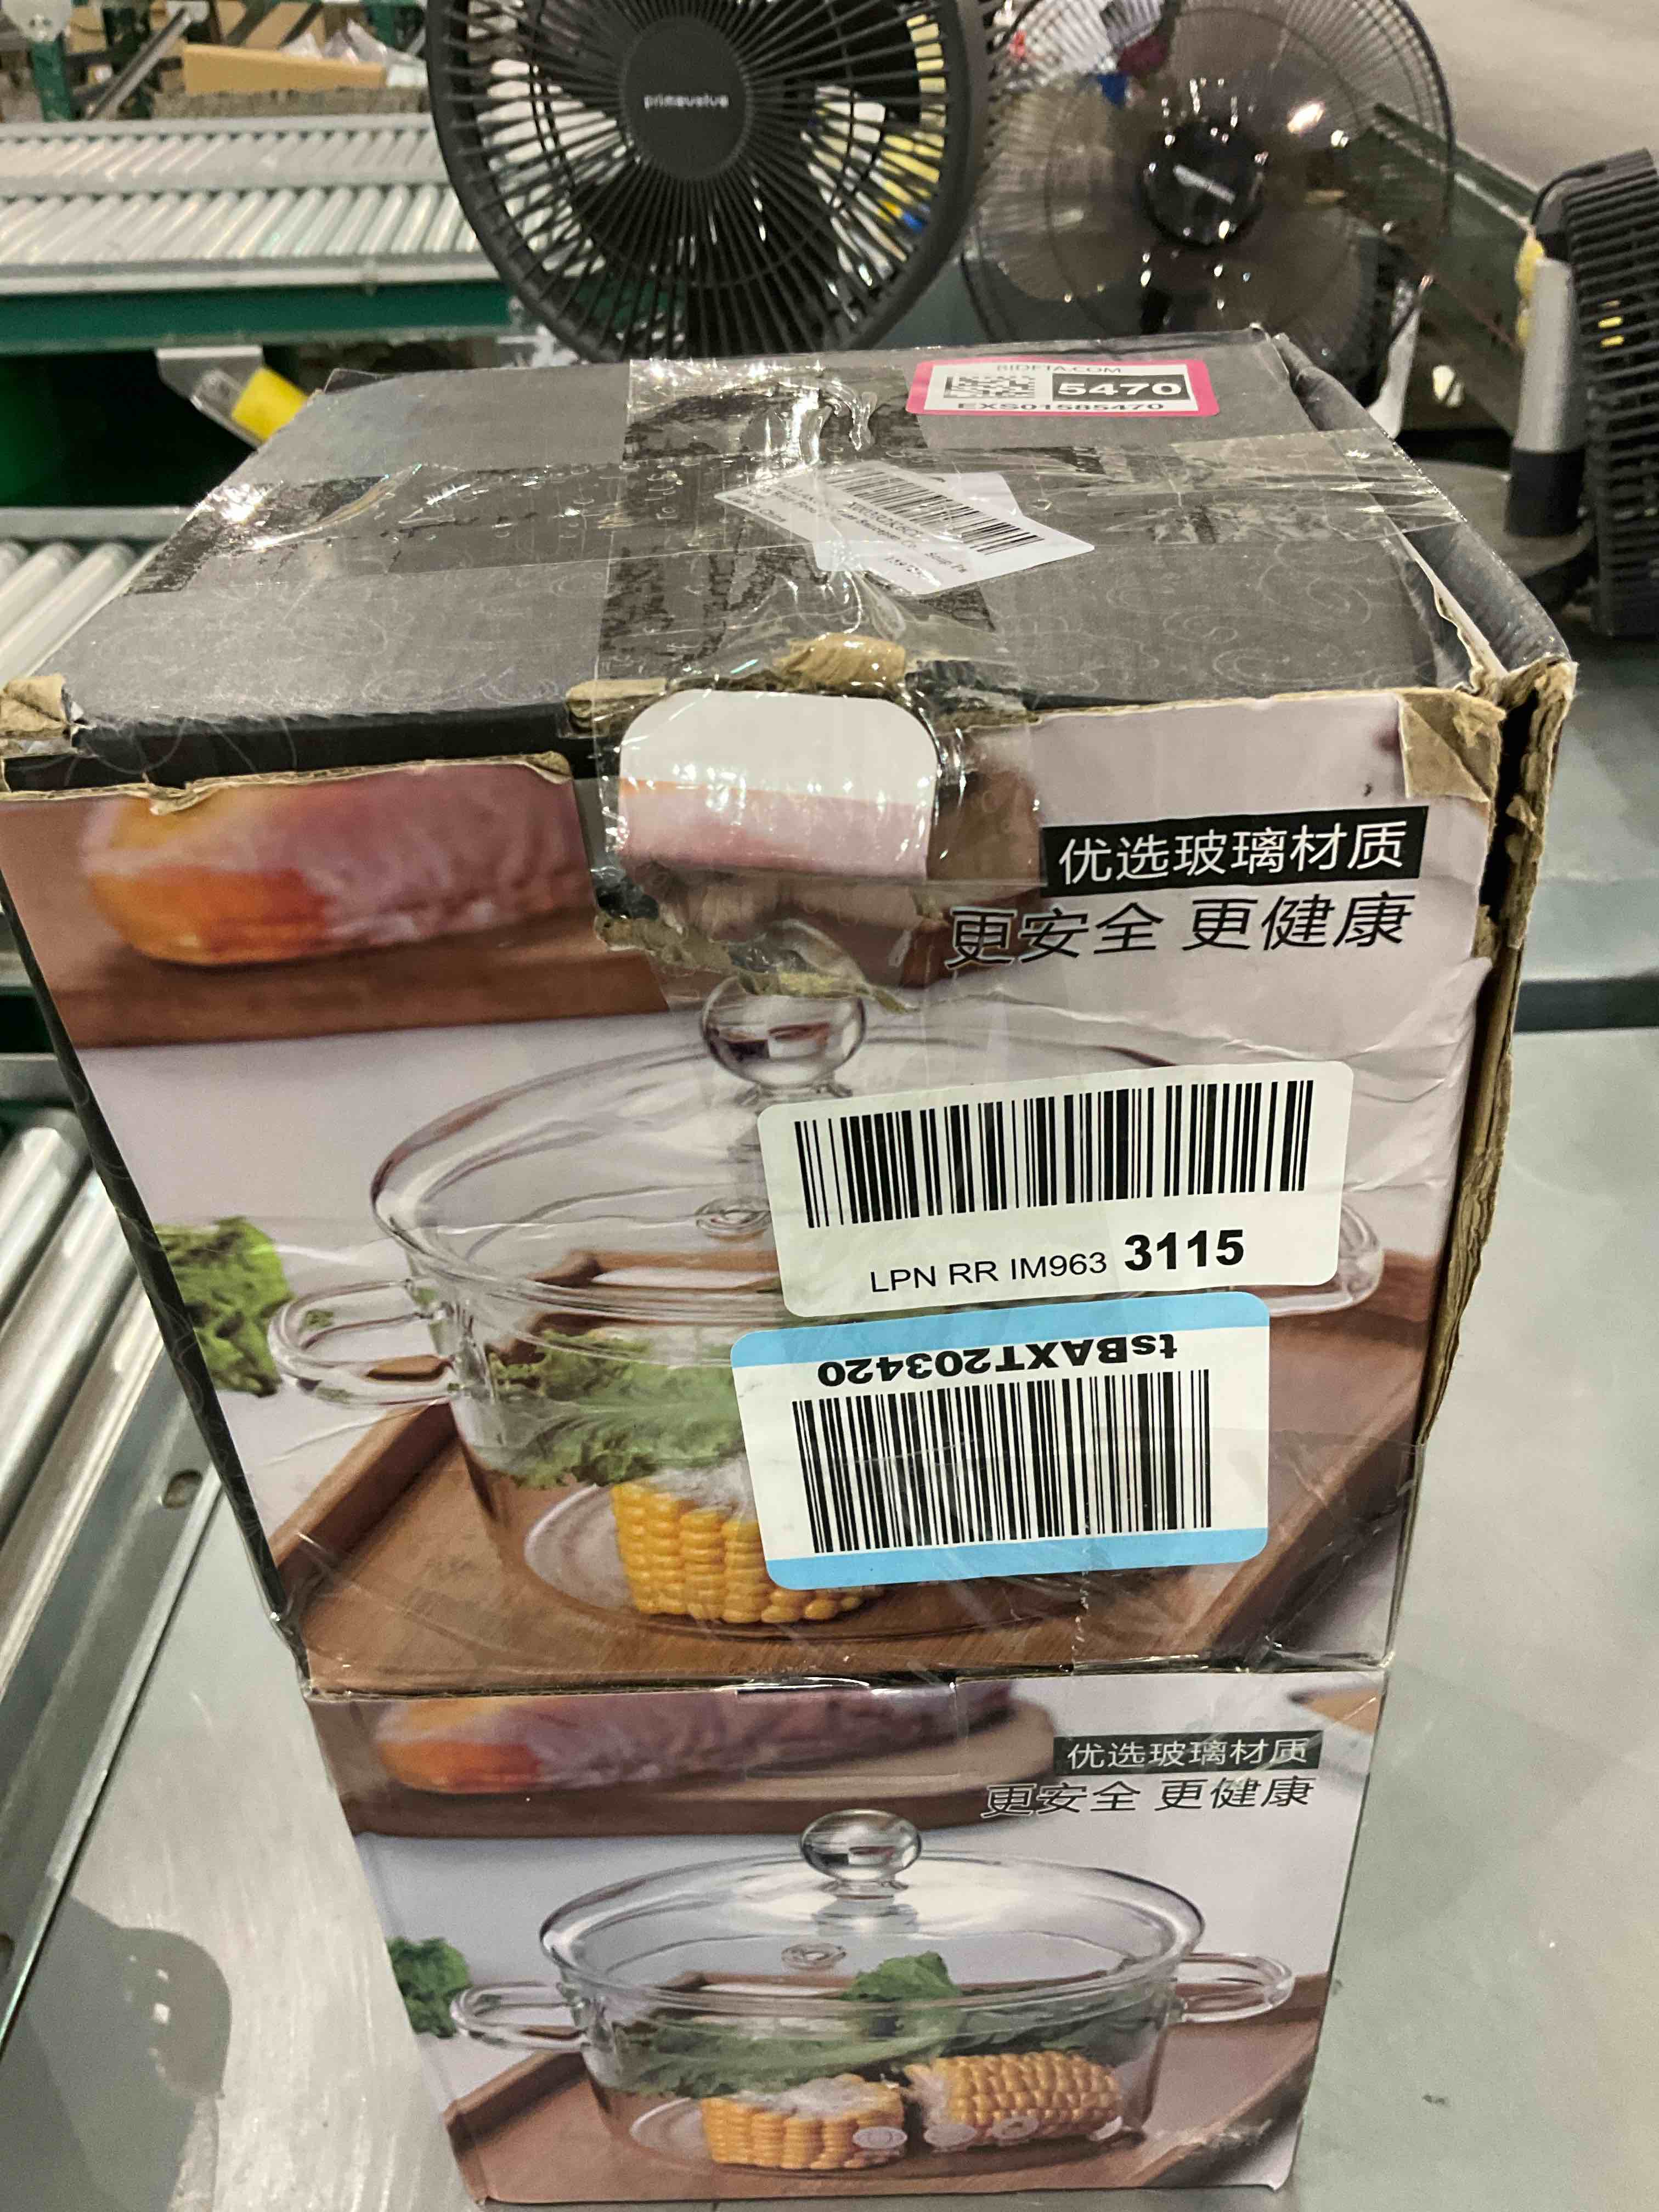 primevolve
BIDFTA.COM
5470
EXS01585470
优选玻璃材质
更安全 更健康
LPN RR IM963 3115
tsBAXT203420
优选玻璃材质
更安全 更健康